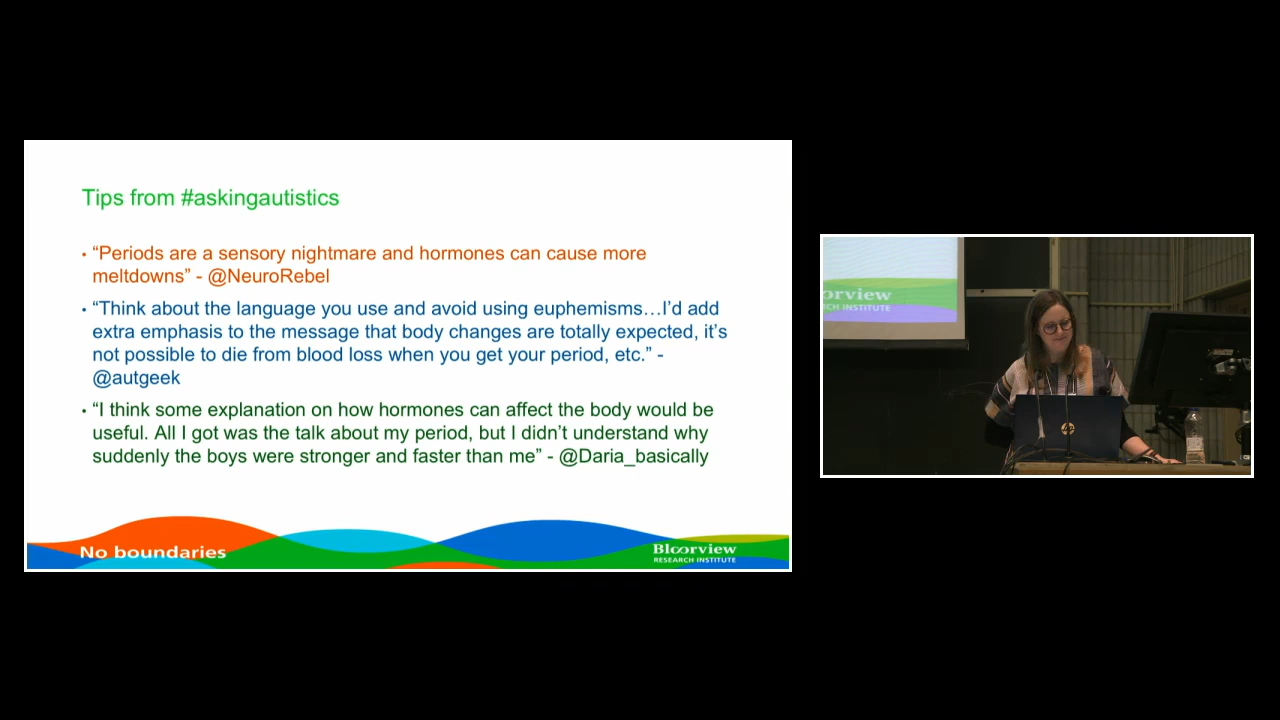 Tips from #askingautistics
• “Periods are a sensory nightmare and hormones can cause more
meltdowns” - @NeuroRebel
• “Think about the language you use and avoid using euphemisms…I’d add
extra emphasis to the message that body changes are totally expected, it’s
not possible to die from blood loss when you get your period, etc.” -
@autgeek
• “I think some explanation on how hormones can affect the body would be
useful. All I got was the talk about my period, but I didn’t understand why
suddenly the boys were stronger and faster than me” - @Daria_basically
No boundaries
Bloorview
RESEARCH INSTITUTE
orview
RCH INSTITUTE
hp